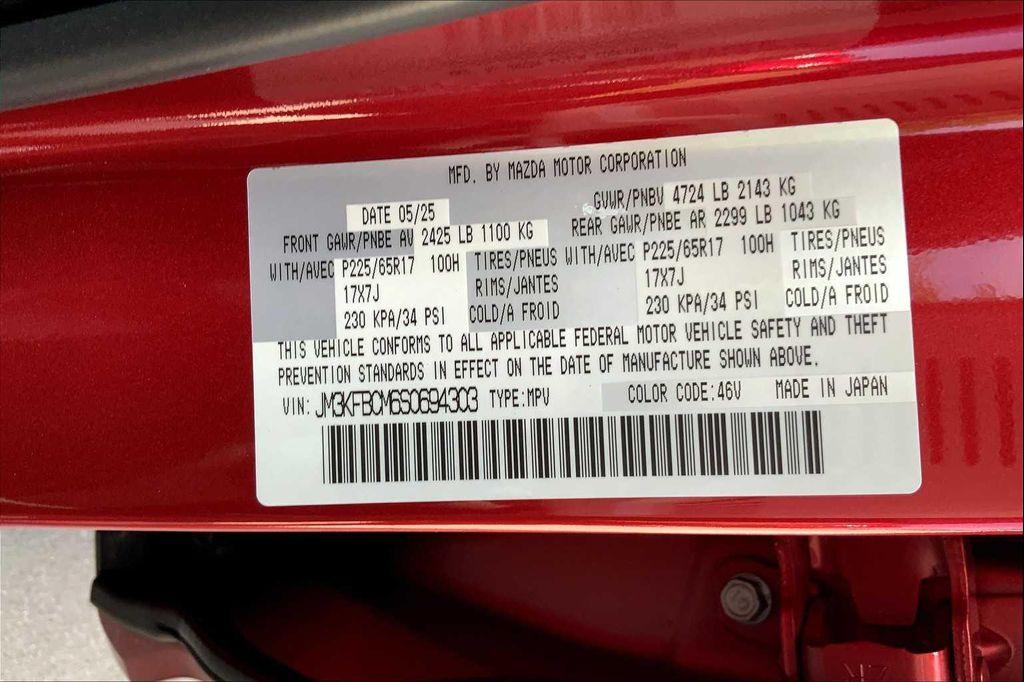 MFD. BY MAZDA MOTOR CORPORATION
DATE 05/25 GVWR/PNBV 4724 LB 2143 KG
FRONT GAWR/PNBE AV 2425 LB 1100 KG REAR GAWR/PNBE AR 2299 LB 1043 KG
WITH/AVEC P225/65R17 100H TIRES/PNEUS WITH/AVEC P225/65R17 100H TIRES/PNEUS
17X7J RIMS/JANTES 17X7J RIMS/JANTES
230 KPA/34 PSI COLD/A FROID 230 KPA/34 PSI COLD/A FROID
THIS VEHICLE CONFORMS TO ALL APPLICABLE FEDERAL MOTOR VEHICLE SAFETY AND THEFT
PREVENTION STANDARDS IN EFFECT ON THE DATE OF MANUFACTURE SHOWN ABOVE.
VIN: JM3KFBCM6S0694303 TYPE:MPV COLOR CODE:46V MADE IN JAPAN